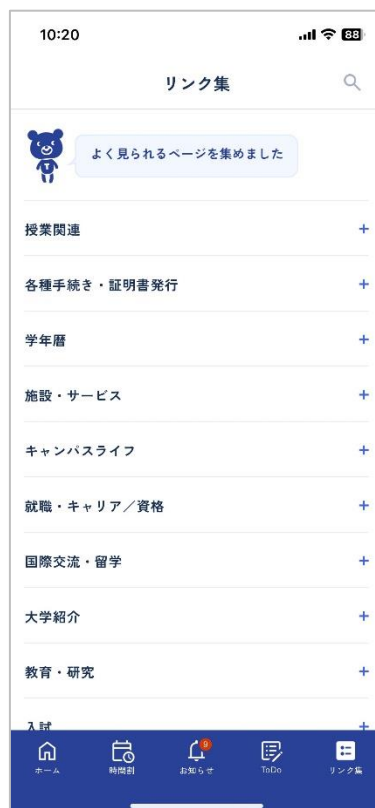 10:20
88
リンク集
よく見られるページを集めました
T
授業関連
+
各種手続き・証明書発行
+
学年暦
+
施設・サービス
+
キャンパスライフ
+
就職・キャリア／資格
+
国際交流・留学
+
大学紹介
+
教育・研究
+
入試
+
9
ホーム
時間割
お知らせ
ToDo
リンク集